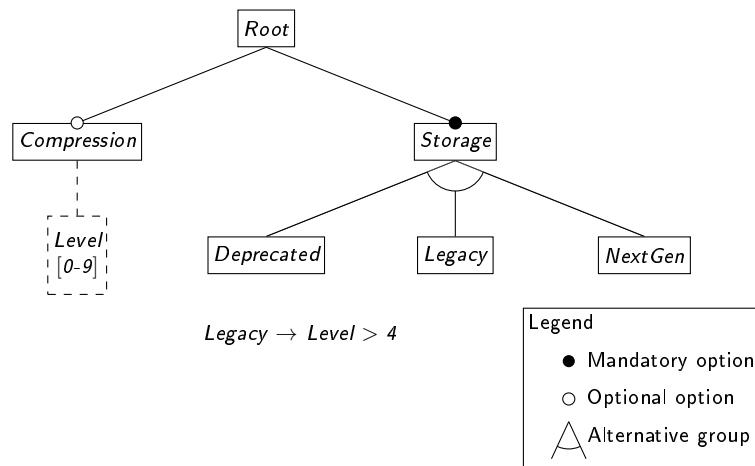 Root
Compression
Storage
Level
[0-9]
Deprecated
Legacy
NextGen
Legacy → Level > 4
Legend
Mandatory option
Optional option
Alternative group